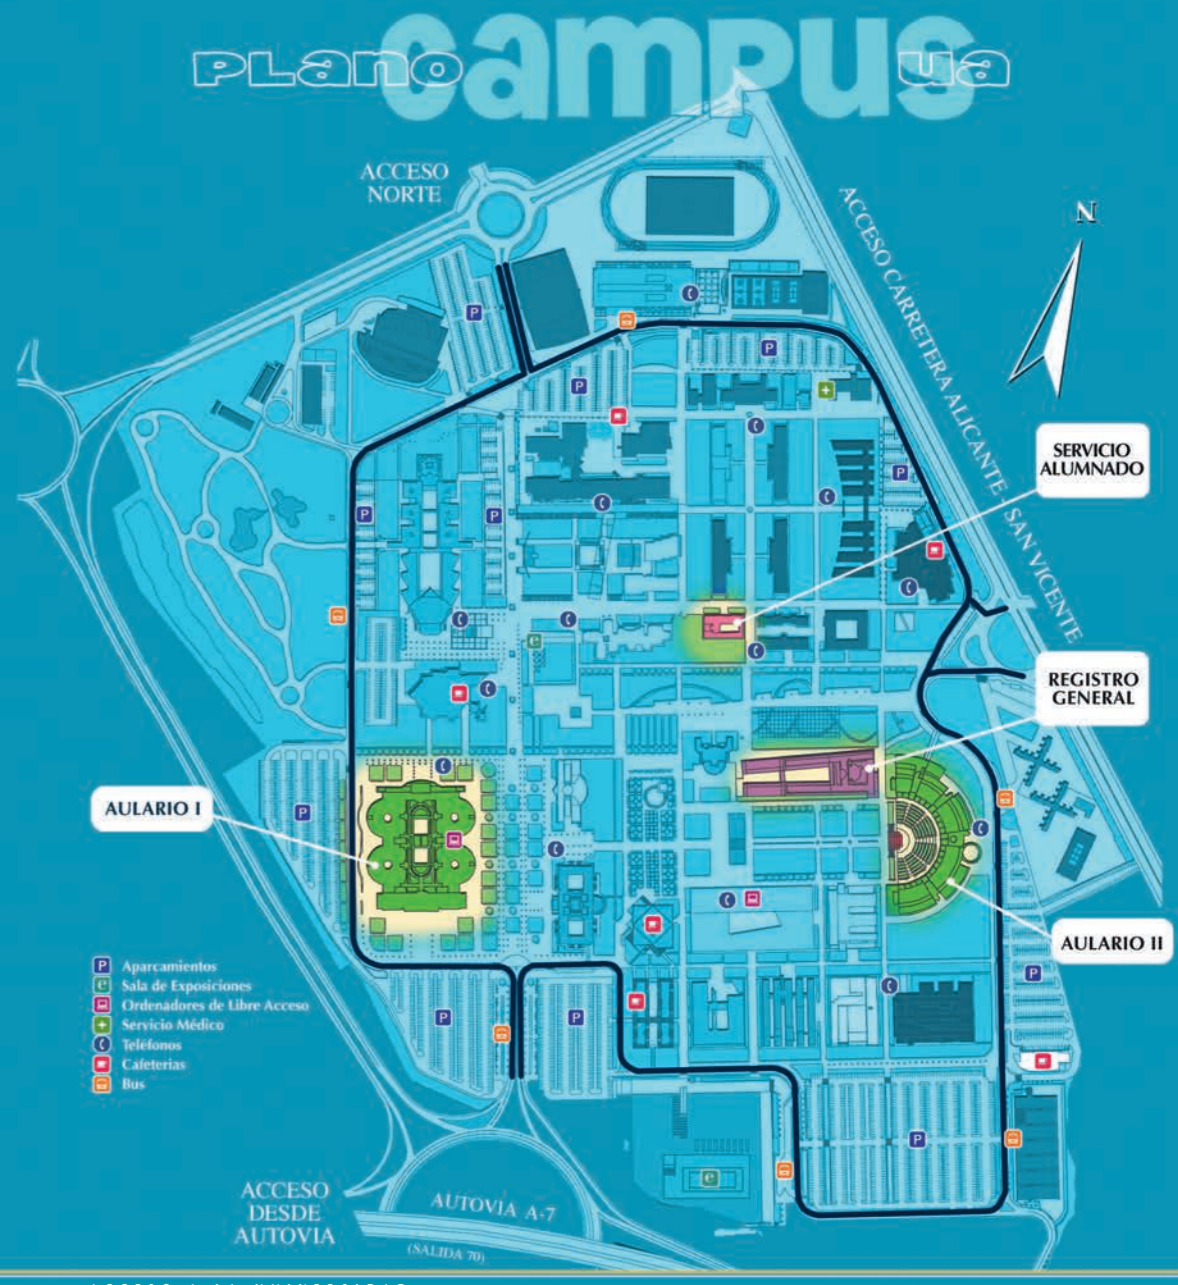 PLANO CAMPUS UA
ACCESO
NORTE
N
ACCESO CARRETERA ALICANTE - SAN VICENTE
SERVICIO
ALUMNADO
REGISTRO
GENERAL
AULARIO I
AULARIO II
P Aparcamientos
e Sala de Exposiciones
Ordenadores de Libre Acceso
Servicio Médico
Teléfonos
Cafeterias
Bus
ACCESO
DESDE
AUTOVIA
AUTOVIA A-7
(SALIDA 70)